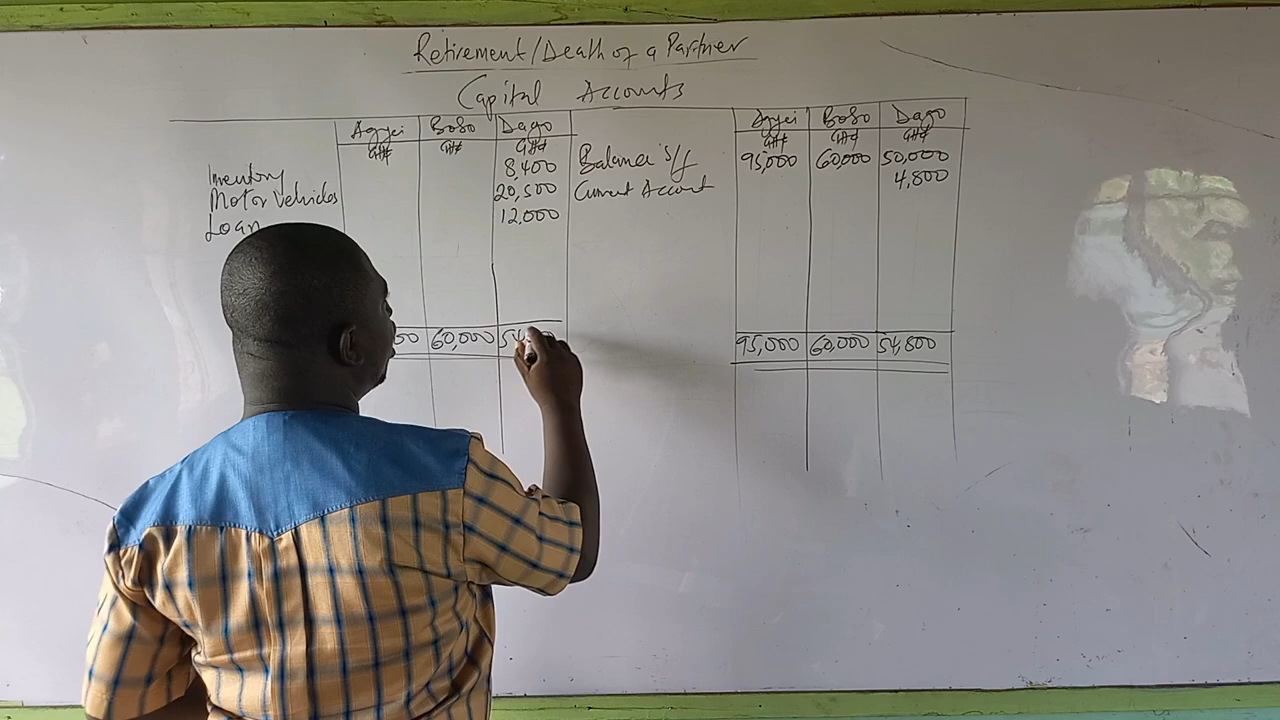 Retirement/Death of a Partner
Capital Accounts
Agyei Boso Dago Agyei Boso Dago
GH¢ GH¢ GH¢ GH¢ GH¢ GH¢
Inventory 8,400 Balance b/f 95,000 60,000 50,000
Motor Vehicles 20,500 Current Account 4,800
Loan 12,000
00 60,000 54 95,000 60,000 54,800